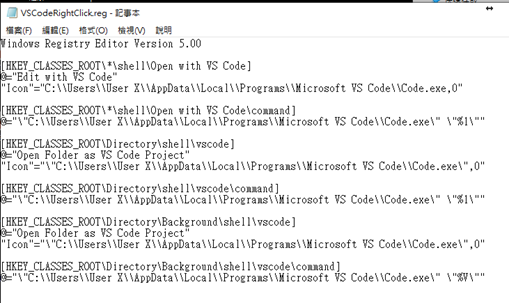 VSCodeRightClick.reg - 記事本
檔案(F) 編輯(E) 格式(O) 檢視(V) 說明
Windows Registry Editor Version 5.00
[HKEY_CLASSES_ROOT\*\shell\Open with VS Code]
@="Edit with VS Code"
"Icon"="C:\\Users\\User X\\AppData\\Local\\Programs\\Microsoft VS Code\\Code.exe,0"
[HKEY_CLASSES_ROOT\*\shell\Open with VS Code\command]
@="\"C:\\Users\\User X\\AppData\\Local\\Programs\\Microsoft VS Code\\Code.exe\" \"%1\""
[HKEY_CLASSES_ROOT\Directory\shell\vscode]
@="Open Folder as VS Code Project"
"Icon"="\"C:\\Users\\User X\\AppData\\Local\\Programs\\Microsoft VS Code\\Code.exe\",0"
[HKEY_CLASSES_ROOT\Directory\shell\vscode\command]
@="\"C:\\Users\\User X\\AppData\\Local\\Programs\\Microsoft VS Code\\Code.exe\" \"%1\""
[HKEY_CLASSES_ROOT\Directory\Background\shell\vscode]
@="Open Folder as VS Code Project"
"Icon"="\"C:\\Users\\User X\\AppData\\Local\\Programs\\Microsoft VS Code\\Code.exe\",0"
[HKEY_CLASSES_ROOT\Directory\Background\shell\vscode\command]
@="\"C:\\Users\\User X\\AppData\\Local\\Programs\\Microsoft VS Code\\Code.exe\" \"%V\""